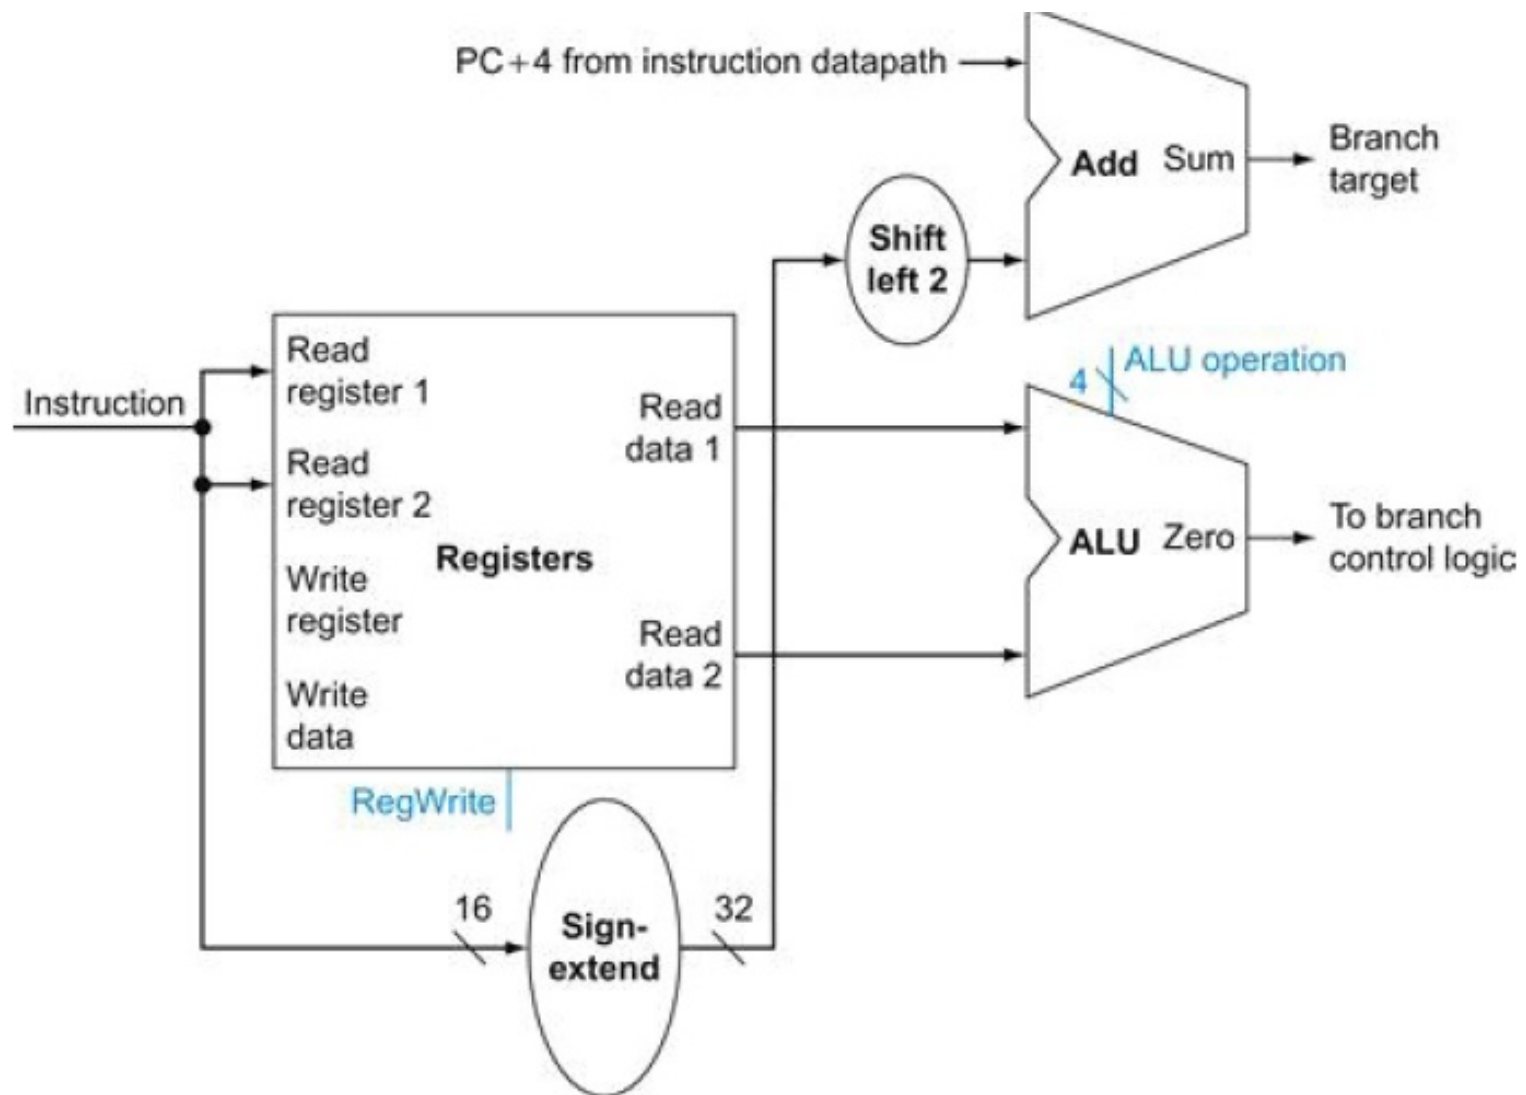 PC+4 from instruction datapath
Add Sum
Branch
target
Shift
left 2
Instruction
Read
register 1
Read
register 2
Write
register
Write
data
Registers
Read
data 1
Read
data 2
RegWrite
4
ALU operation
ALU Zero
To branch
control logic
16
Sign-
extend
32